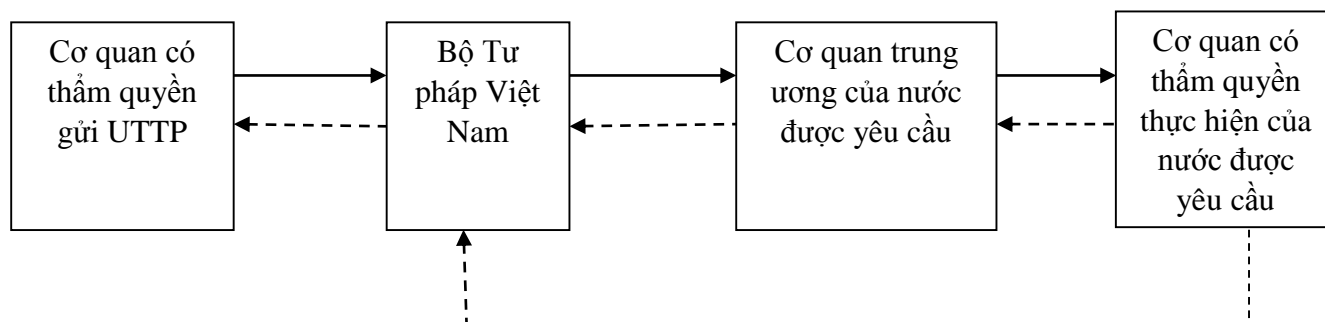 Cơ quan có
thẩm quyền
gửi UTTP
Bộ Tư
pháp Việt
Nam
Cơ quan trung
ương của nước
được yêu cầu
Cơ quan có
thẩm quyền
thực hiện của
nước được
yêu cầu